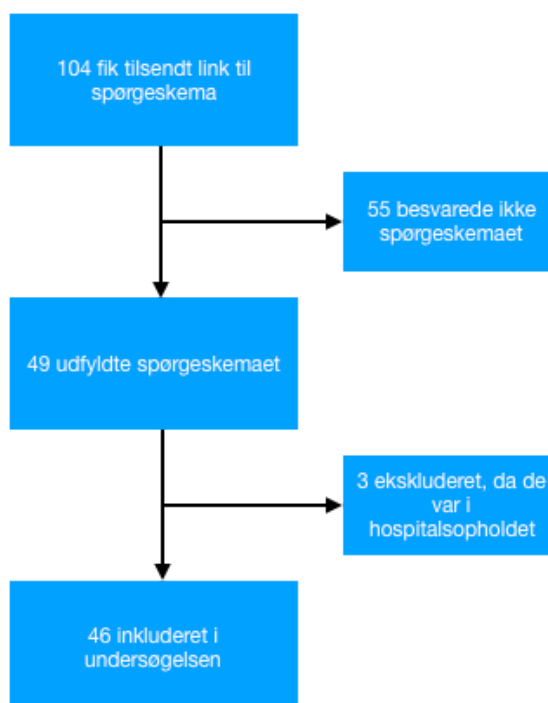 104 fik tilsendt link til
spørgeskema
55 besvarede ikke
spørgeskemaet
49 udfyldte spørgeskemaet
3 ekskluderet, da de
var i
hospitalsopholdet
46 inkluderet i
undersøgelsen